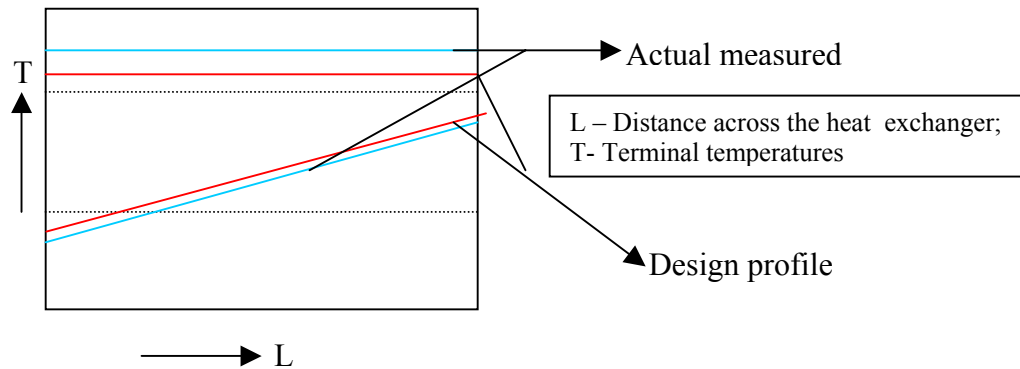 Actual measured
T
L – Distance across the heat exchanger;
T- Terminal temperatures
Design profile
L